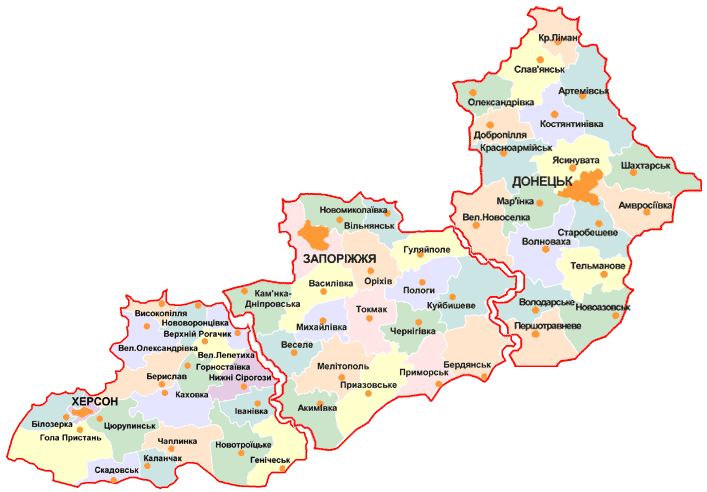 Кр.Ліман
Слав'янськ
Артемівськ
Олександрівка
Костянтинівка
Добропілля
Красноармійськ
Ясинувата
Шахтарськ
ДОНЕЦЬК
Мар'їнка
Амвросіївка
Вел.Новоселка
Старобешеве
Волноваха
Тельманове
Володарське
Новоазовськ
Першотравневе
Новомиколаївка
Вільнянськ
ЗАПОРІЖЖЯ
Гуляйполе
Оріхів
Василівка
Пологи
Кам'нка-
Дніпровська
Куйбишеве
Токмак
Михайлівка
Чернігівка
Веселе
Мелітополь
Бердянськ
Приморськ
Приазовське
Акимівка
Високопілля
Нововоронцівка
Верхній Рогачик
Вел.Олександрівка
Вел.Лепетиха
Горностаївка
Нижні Сірогози
Берислав
Каховка
ХЕРСОН
Іванівка
Білозерка
Цюрупинськ
Гола Пристань
Чаплинка
Новотроїцьке
Каланчак
Генічеськ
Скадовськ